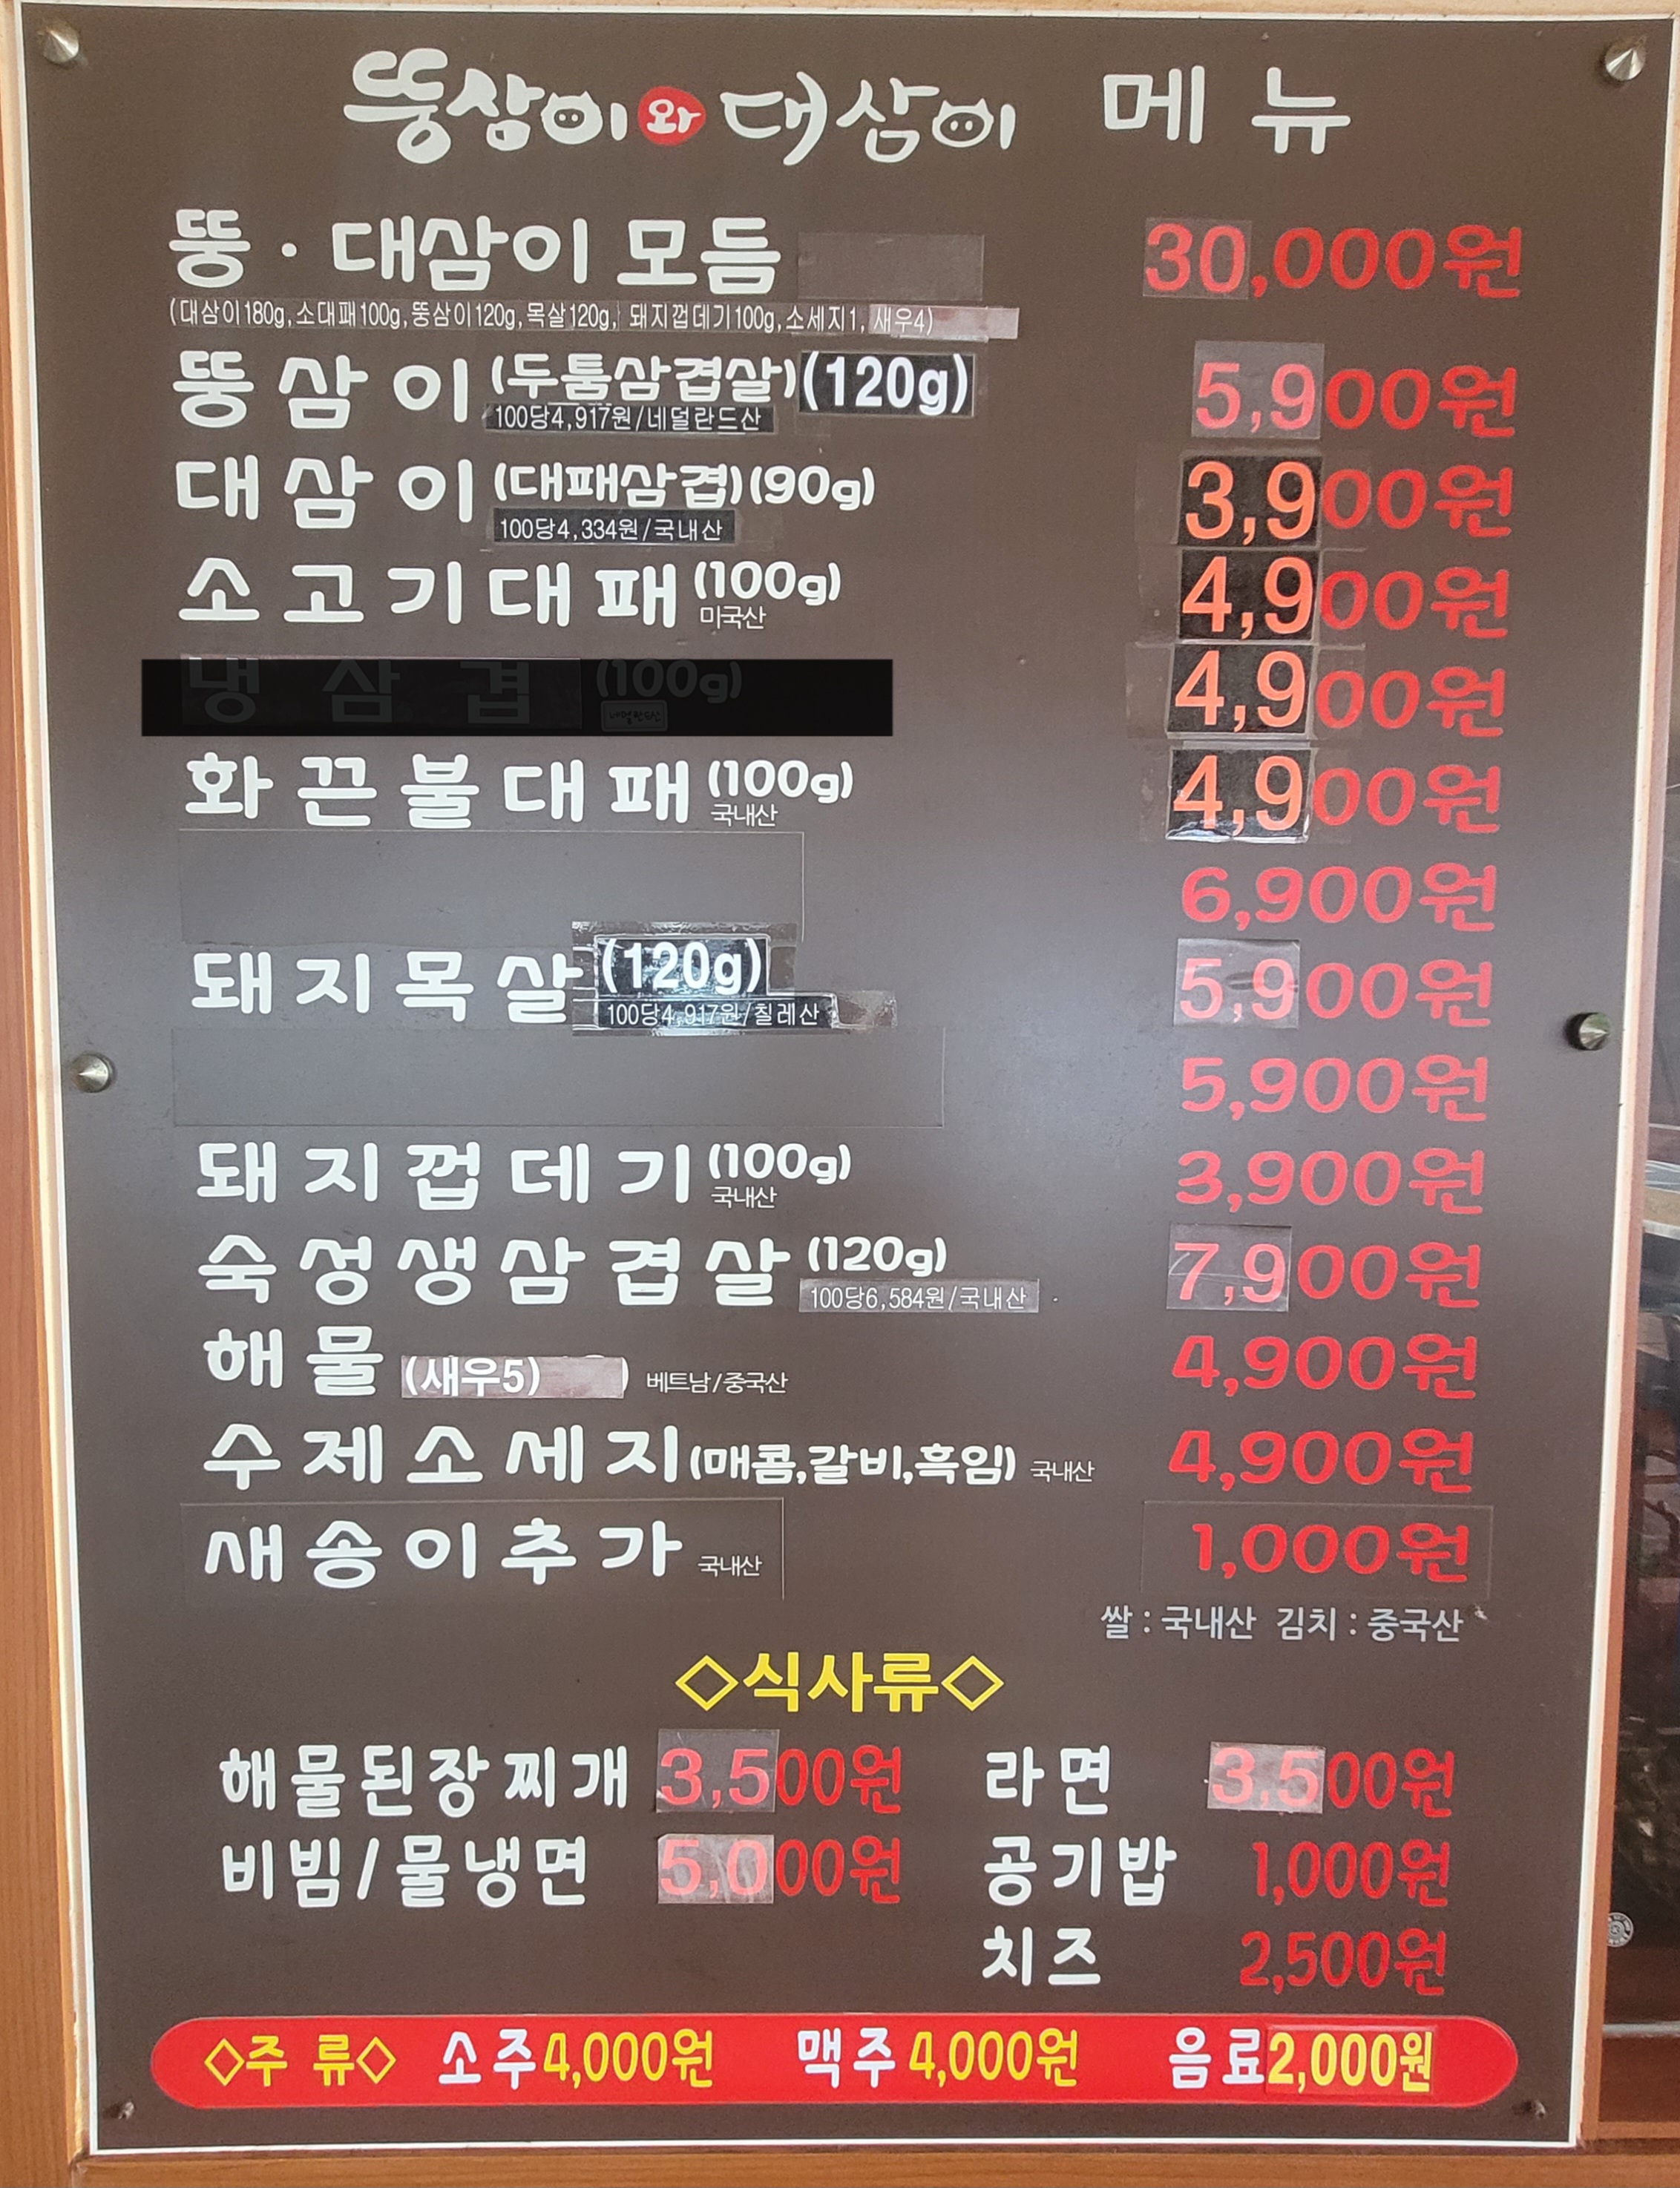 뚱삼이와대삼이 메뉴
뚱·대삼이 모듬 30,000원
(대삼이180g,소대패100g,뚱삼이120g,목살120g, 돼지껍데기100g,소세지1,새우4)
뚱삼이(두툼삼겹살)(120g) 5,900원
100당4,917원/네덜란드산
대삼이(대패삼겹)(90g) 3,900원
100당4,334원/국내산
소고기대패(100g) 4,900원
미국산
냉삼겹 (100g) 4,900원
화끈불대패(100g) 4,900원
국내산
6,900원
돼지목살(120g) 5,900원
100당4,917원/칠레산
5,900원
돼지껍데기(100g) 3,900원
국내산
숙성생삼겹살(120g) 7,900원
100당6,584원/국내산
해물(새우5) ) 베트남/중국산 4,900원
수제소세지(매콤,갈비,흑임) 국내산 4,900원
새송이추가 국내산 1,000원
쌀 : 국내산 김치 : 중국산
◇식사류◇
해물된장찌개 3,500원 라면 3,500원
비빔/물냉면 5,000원 공기밥 1,000원
치즈 2,500원
◇주류◇ 소주4,000원 맥주4,000원 음료2,000원